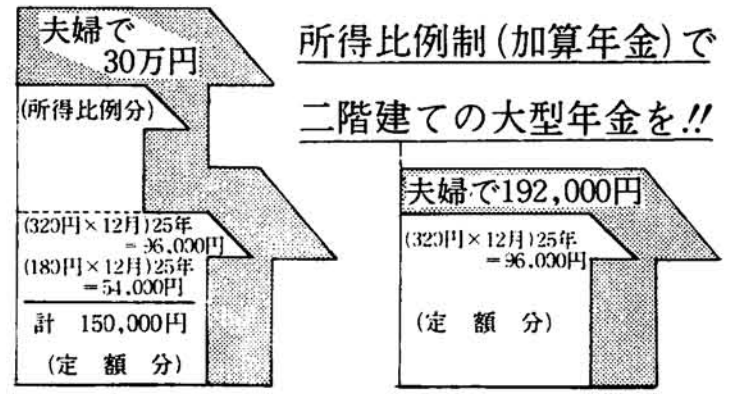 所得比例制(加算年金)で
二階建ての大型年金を!!
夫婦で
30万円
(所得比例分)
(320円×12月)25年
=96,000円
(180円×12月)25年
=54,000円
計 150,000円
(定額分)
夫婦で192,000円
(320円×12月)25年
=96,000円
(定額分)